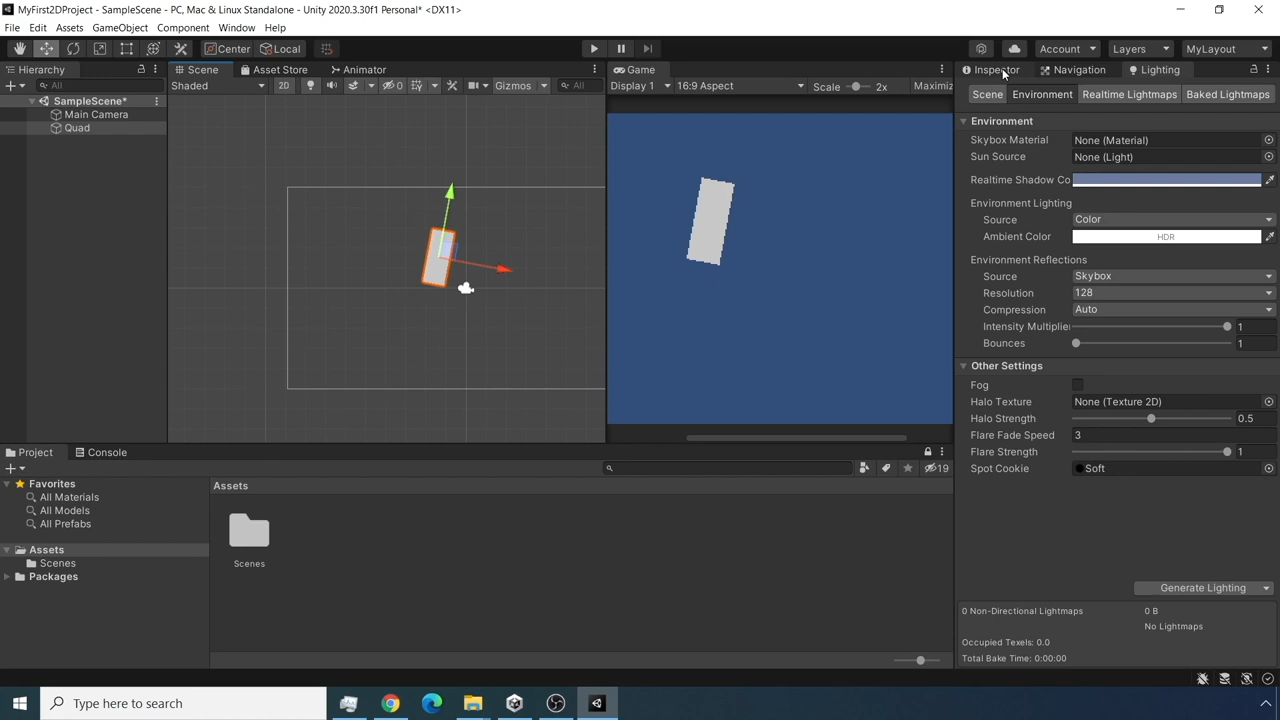 MyFirst2DProject - SampleScene - PC, Mac & Linux Standalone - Unity 2020.3.30f1 Personal* <DX11>
File Edit Assets GameObject Component Window Help
Center Local Account Layers MyLayout
Hierarchy Scene Asset Store Animator Game Inspector Navigation Lighting
All Shaded 2D 0 Gizmos All Display 1 16:9 Aspect Scale 2x Maximiz
Scene Environment Realtime Lightmaps Baked Lightmaps
SampleScene*
Main Camera
Quad
Environment
Skybox Material None (Material)
Sun Source None (Light)
Realtime Shadow Co
Environment Lighting
Source Color
Ambient Color HDR
Environment Reflections
Source Skybox
Resolution 128
Compression Auto
Intensity Multiplier 1
Bounces 1
Other Settings
Fog
Halo Texture None (Texture 2D)
Halo Strength 0.5
Flare Fade Speed 3
Flare Strength 1
Spot Cookie Soft
Generate Lighting
0 Non-Directional Lightmaps 0 B
No Lightmaps
Occupied Texels: 0.0
Total Bake Time: 0:00:00
Project Console
19
Favorites
All Materials
All Models
All Prefabs
Assets
Scenes
Packages
Assets
Scenes
Type here to search